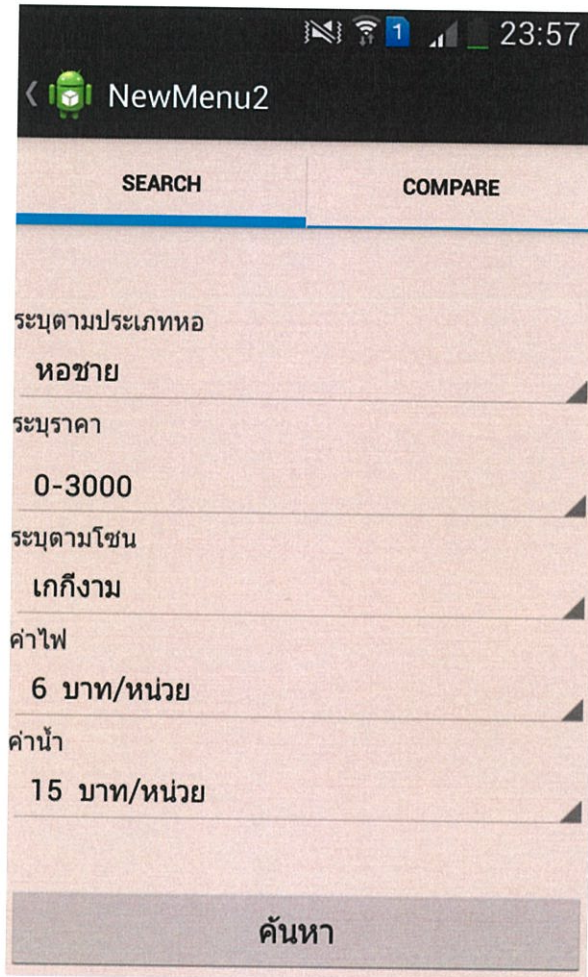 1 23:57
NewMenu2
SEARCH COMPARE
ระบุตามประเภทหอ
หอชาย
ระบุราคา
0-3000
ระบุตามโซน
เกกีงาม
ค่าไฟ
6 บาท/หน่วย
ค่าน้ำ
15 บาท/หน่วย
ค้นหา